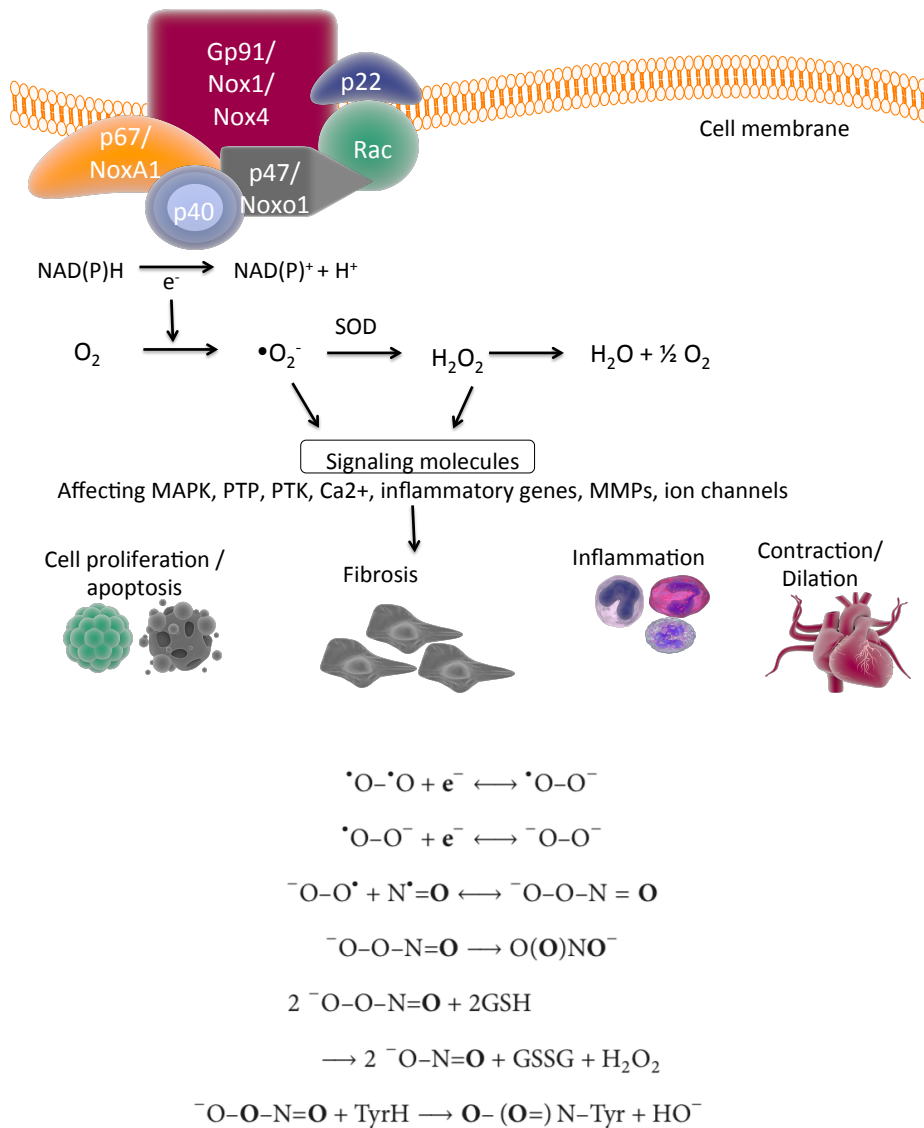 Gp91/
Nox1/
Nox4
p22
p67/
NoxA1
Rac
p47/
Noxo1
p40
Cell membrane
NAD(P)H
e⁻
NAD(P)⁺ + H⁺
O₂
•O₂⁻
SOD
H₂O₂
H₂O + ½ O₂
Signaling molecules
Affecting MAPK, PTP, PTK, Ca2+, inflammatory genes, MMPs, ion channels
Cell proliferation /
apoptosis
Fibrosis
Inflammation
Contraction/
Dilation
•O–•O + e⁻ ⟷ •O–O⁻
•O–O⁻ + e⁻ ⟷ ⁻O–O⁻
⁻O–O• + N•=O ⟷ ⁻O–O–N = O
⁻O–O–N=O ⟶ O(O)NO⁻
2 ⁻O–O–N=O + 2GSH
⟶ 2 ⁻O–N=O + GSSG + H₂O₂
⁻O–O–N=O + TyrH ⟶ O– (O=) N–Tyr + HO⁻